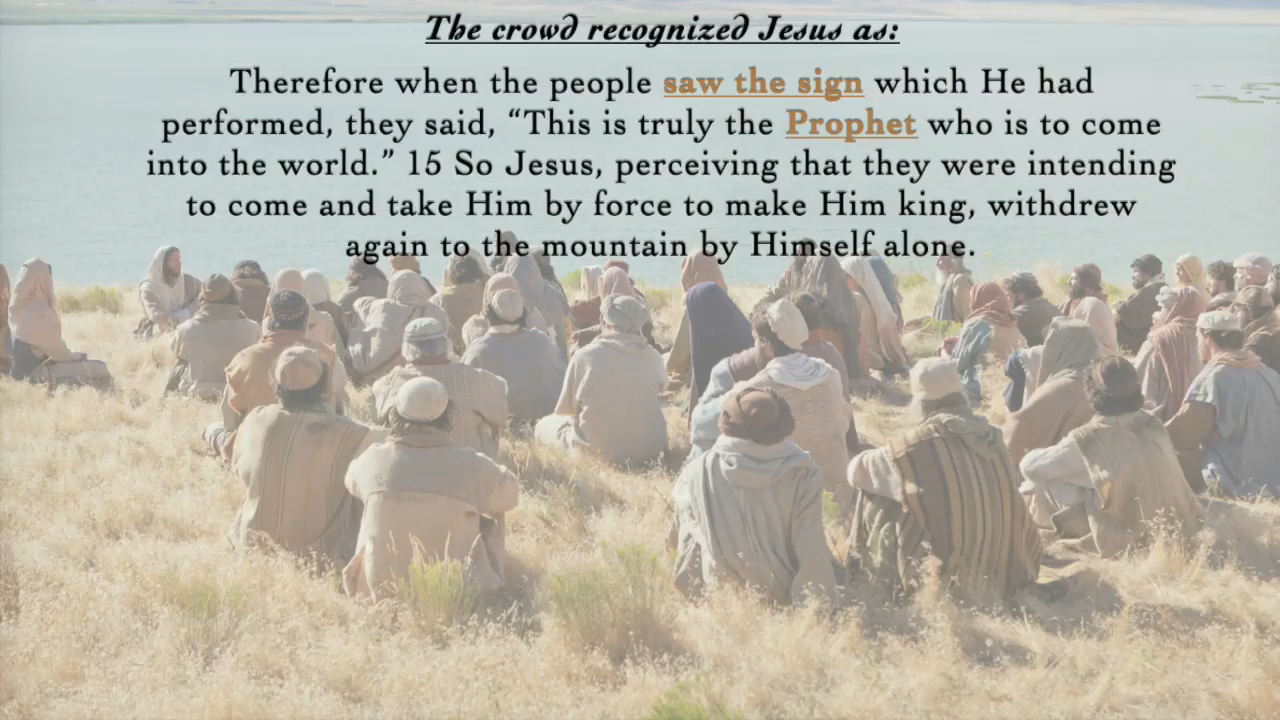 The crowd recognized Jesus as:
Therefore when the people saw the sign which He had
performed, they said, “This is truly the Prophet who is to come
into the world.” 15 So Jesus, perceiving that they were intending
to come and take Him by force to make Him king, withdrew
again to the mountain by Himself alone.